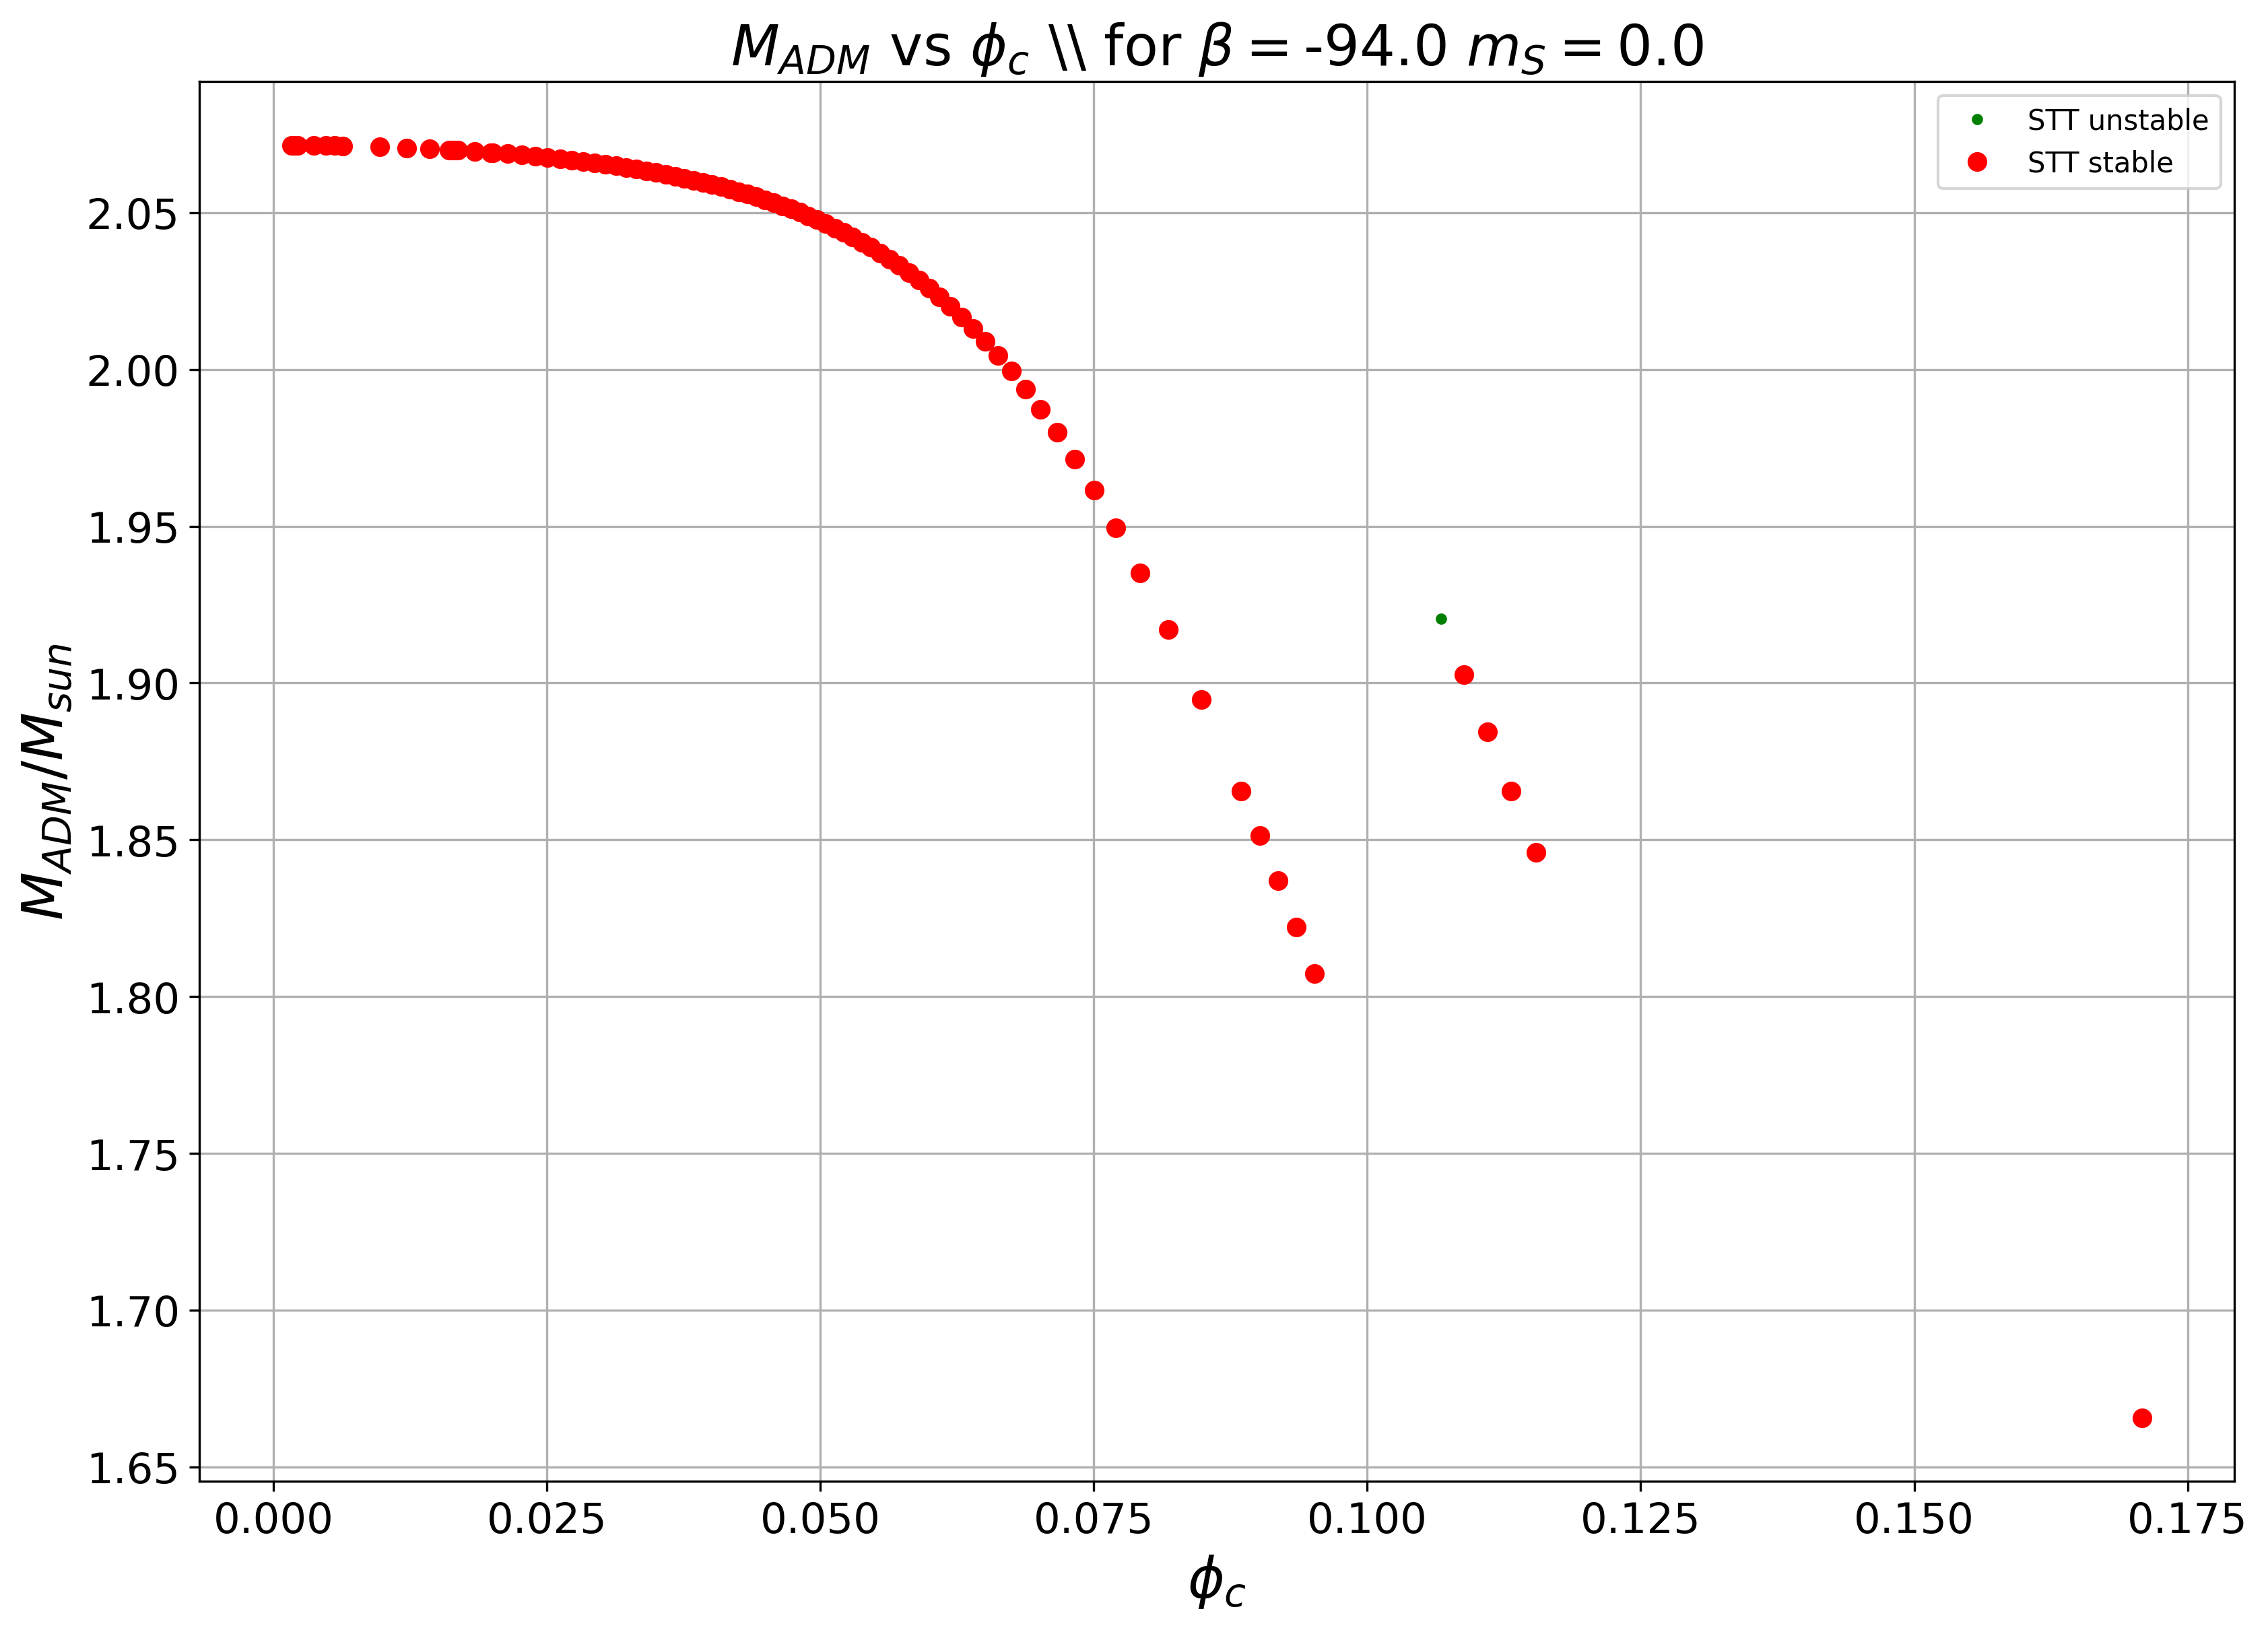 M_ADM vs ϕ_c \\ for β = -94.0 m_S = 0.0
STT unstable
STT stable
M_ADM/M_sun
2.05
2.00
1.95
1.90
1.85
1.80
1.75
1.70
1.65
0.000 0.025 0.050 0.075 0.100 0.125 0.150 0.175
ϕ_c